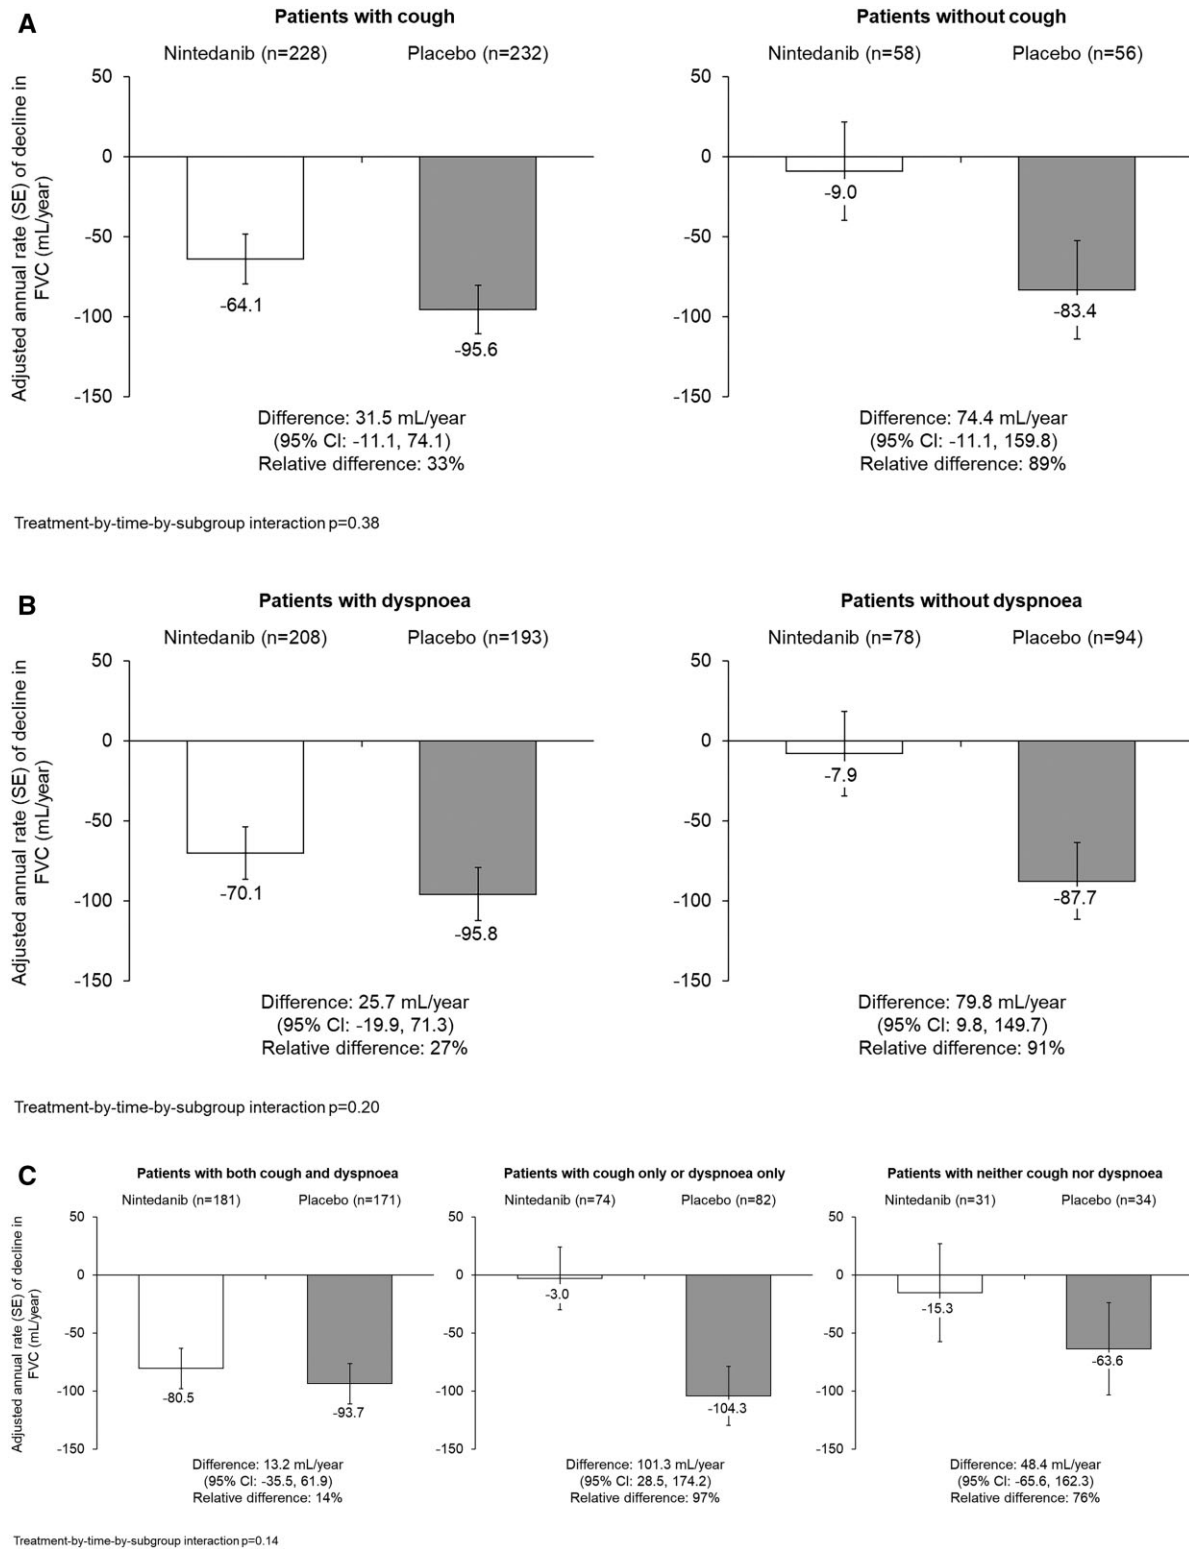 A
Patients with cough
Patients without cough
Nintedanib (n=228)
Placebo (n=232)
Nintedanib (n=58)
Placebo (n=56)
Adjusted annual rate (SE) of decline in
FVC (mL/year)
50
0
-50
-100
-150
-64.1
-95.6
50
0
-50
-100
-150
-9.0
-83.4
Difference: 31.5 mL/year
(95% CI: -11.1, 74.1)
Relative difference: 33%
Difference: 74.4 mL/year
(95% CI: -11.1, 159.8)
Relative difference: 89%
Treatment-by-time-by-subgroup interaction p=0.38
B
Patients with dyspnoea
Patients without dyspnoea
Nintedanib (n=208)
Placebo (n=193)
Nintedanib (n=78)
Placebo (n=94)
Adjusted annual rate (SE) of decline in
FVC (mL/year)
50
0
-50
-100
-150
-70.1
-95.8
50
0
-50
-100
-150
-7.9
-87.7
Difference: 25.7 mL/year
(95% CI: -19.9, 71.3)
Relative difference: 27%
Difference: 79.8 mL/year
(95% CI: 9.8, 149.7)
Relative difference: 91%
Treatment-by-time-by-subgroup interaction p=0.20
C
Patients with both cough and dyspnoea
Patients with cough only or dyspnoea only
Patients with neither cough nor dyspnoea
Nintedanib (n=181)
Placebo (n=171)
Nintedanib (n=74)
Placebo (n=82)
Nintedanib (n=31)
Placebo (n=34)
Adjusted annual rate (SE) of decline in
FVC (mL/year)
50
0
-50
-100
-150
-80.5
-93.7
50
0
-50
-100
-150
-3.0
-104.3
50
0
-50
-100
-150
-15.3
-63.6
Difference: 13.2 mL/year
(95% CI: -35.5, 61.9)
Relative difference: 14%
Difference: 101.3 mL/year
(95% CI: 28.5, 174.2)
Relative difference: 97%
Difference: 48.4 mL/year
(95% CI: -65.6, 162.3)
Relative difference: 76%
Treatment-by-time-by-subgroup interaction p=0.14